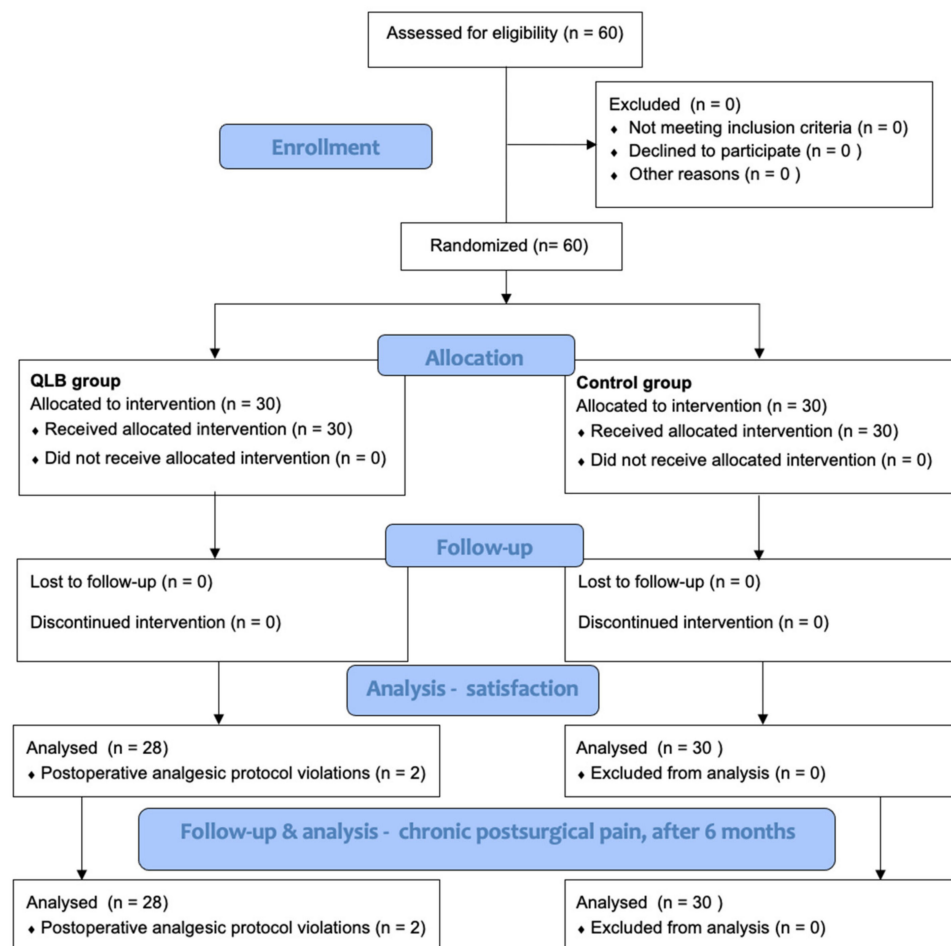 Assessed for eligibility (n = 60)
Excluded  (n = 0)
♦ Not meeting inclusion criteria (n = 0)
♦ Declined to participate (n = 0 )
♦ Other reasons (n = 0 )
Enrollment
Randomized (n= 60)
Allocation
QLB group
Allocated to intervention (n = 30)
♦ Received allocated intervention (n = 30)
♦ Did not receive allocated intervention (n = 0)
Control group
Allocated to intervention (n = 30)
♦ Received allocated intervention (n = 30)
♦ Did not receive allocated intervention (n = 0)
Follow-up
Lost to follow-up (n = 0)
Discontinued intervention (n = 0)
Lost to follow-up (n = 0)
Discontinued intervention (n = 0)
Analysis -  satisfaction
Analysed  (n = 28)
♦ Postoperative analgesic protocol violations (n = 2)
Analysed  (n = 30 )
♦ Excluded from analysis (n = 0)
Follow-up & analysis -  chronic postsurgical pain, after 6 months
Analysed  (n = 28)
♦ Postoperative analgesic protocol violations (n = 2)
Analysed  (n = 30 )
♦ Excluded from analysis (n = 0)